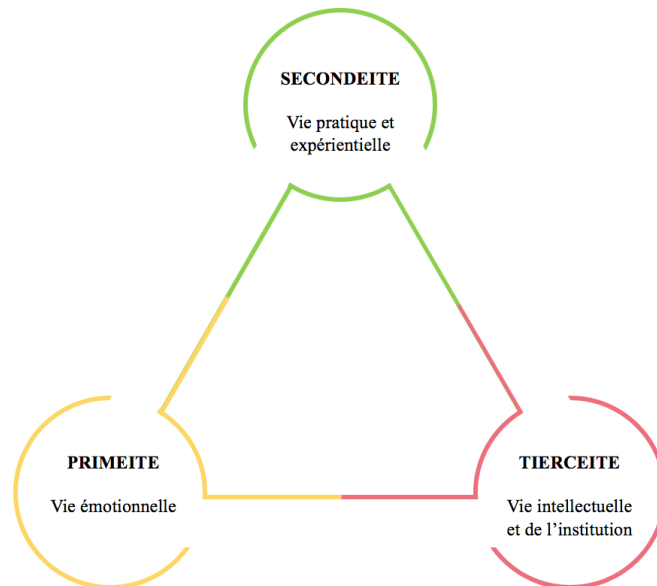 SECONDEITE
Vie pratique et
expérientielle
PRIMEITE
Vie émotionnelle
TIERCEITE
Vie intellectuelle
et de l’institution